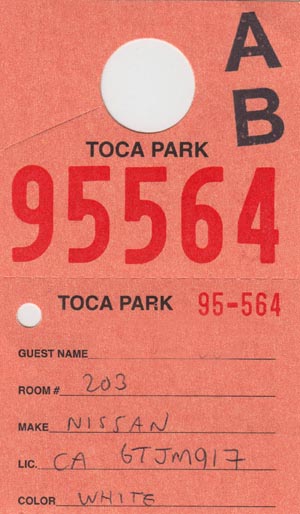 A
B
TOCA PARK
95564
TOCA PARK 95-564
GUEST NAME
ROOM # 203
MAKE NISSAN
LIC. CA 6TJM917
COLOR WHITE